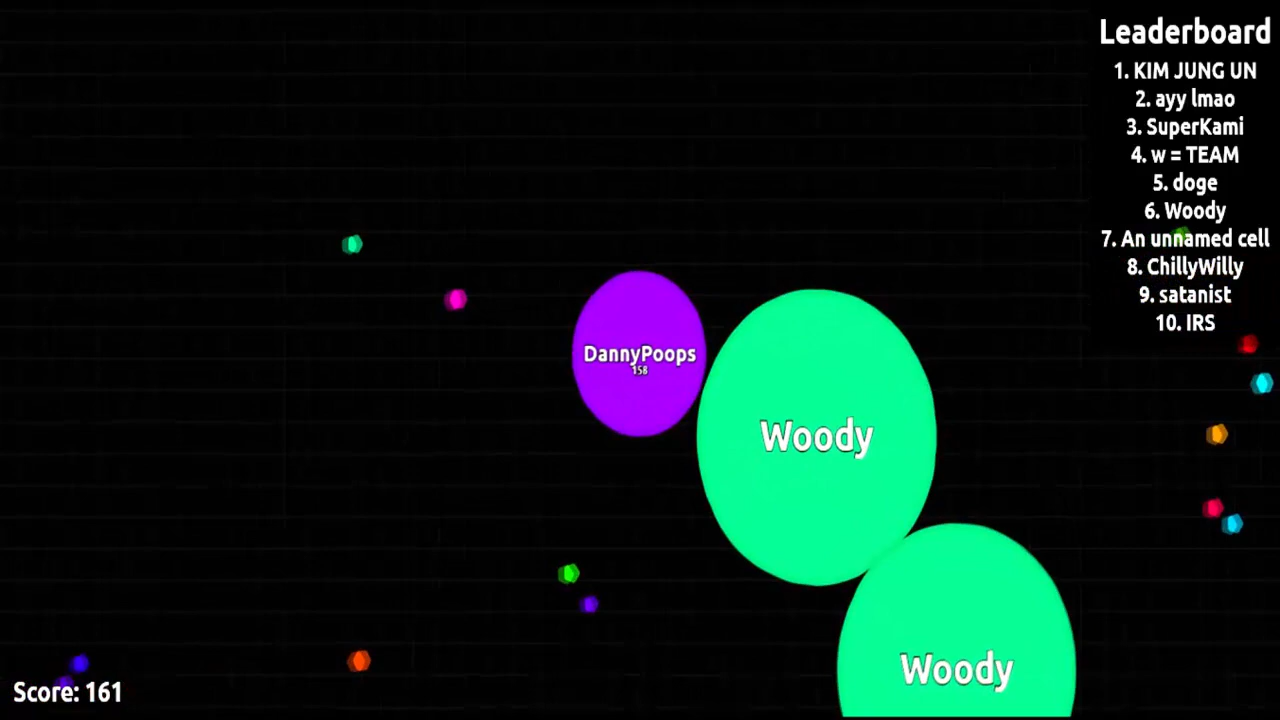 Leaderboard
1. KIM JUNG UN
2. ayy lmao
3. SuperKami
4. w = TEAM
5. doge
6. Woody
7. An unnamed cell
8. ChillyWilly
9. satanist
10. IRS
DannyPoops
158
Woody
Woody
Score: 161